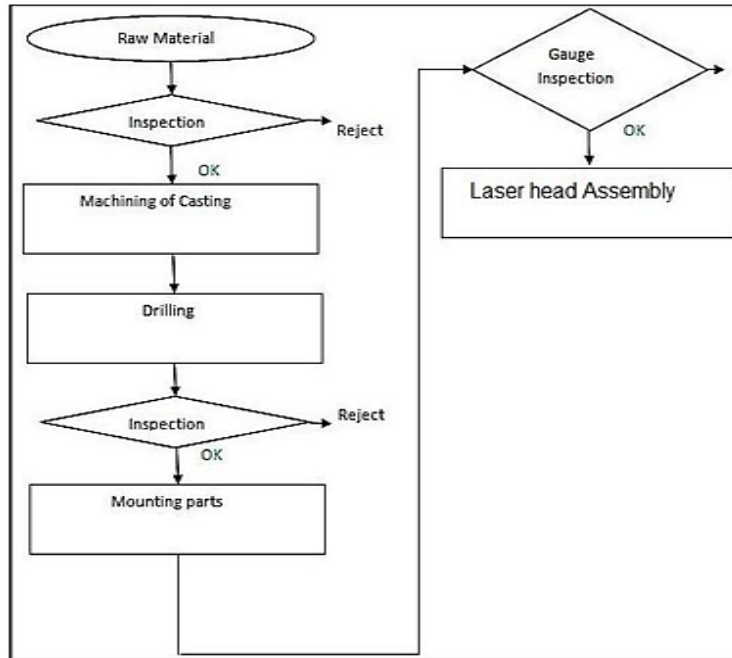 Raw Material
Inspection
Reject
OK
Machining of Casting
Drilling
Inspection
Reject
OK
Mounting parts
Gauge
Inspection
OK
Laser head Assembly